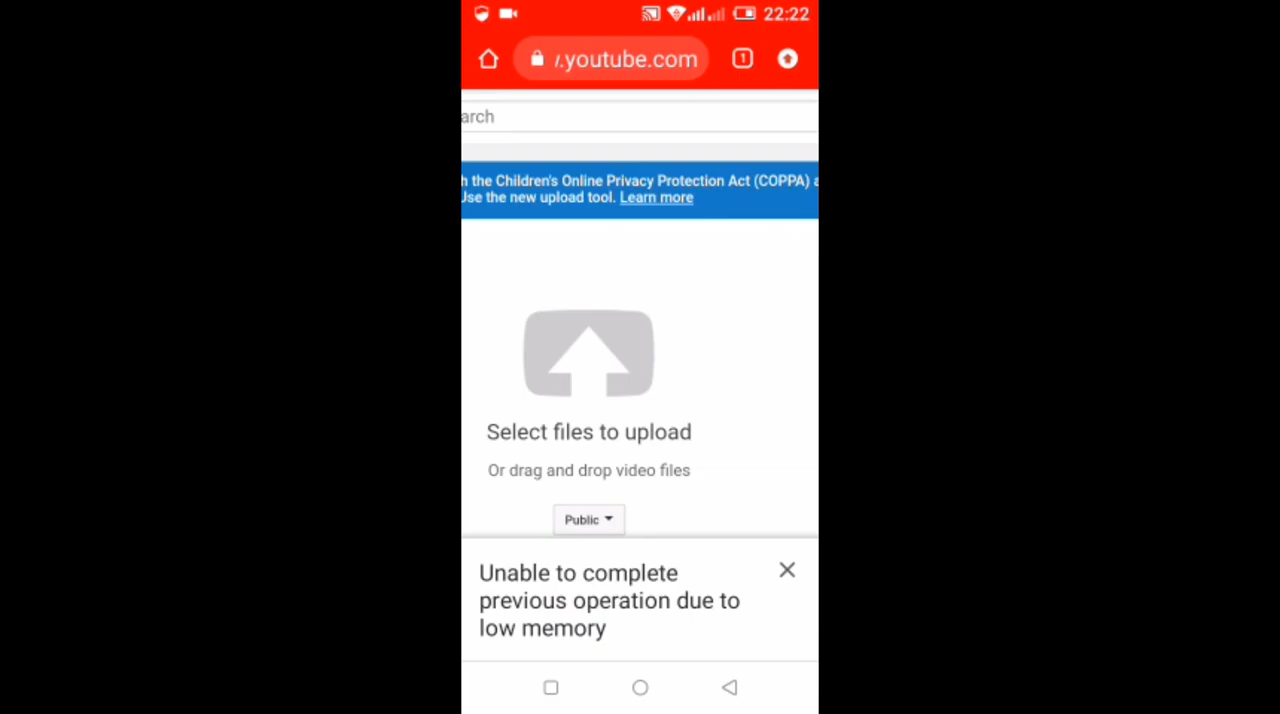 22:22
/.youtube.com
1
arch
h the Children's Online Privacy Protection Act (COPPA) a
Use the new upload tool. Learn more
Select files to upload
Or drag and drop video files
Public
Unable to complete
previous operation due to
low memory